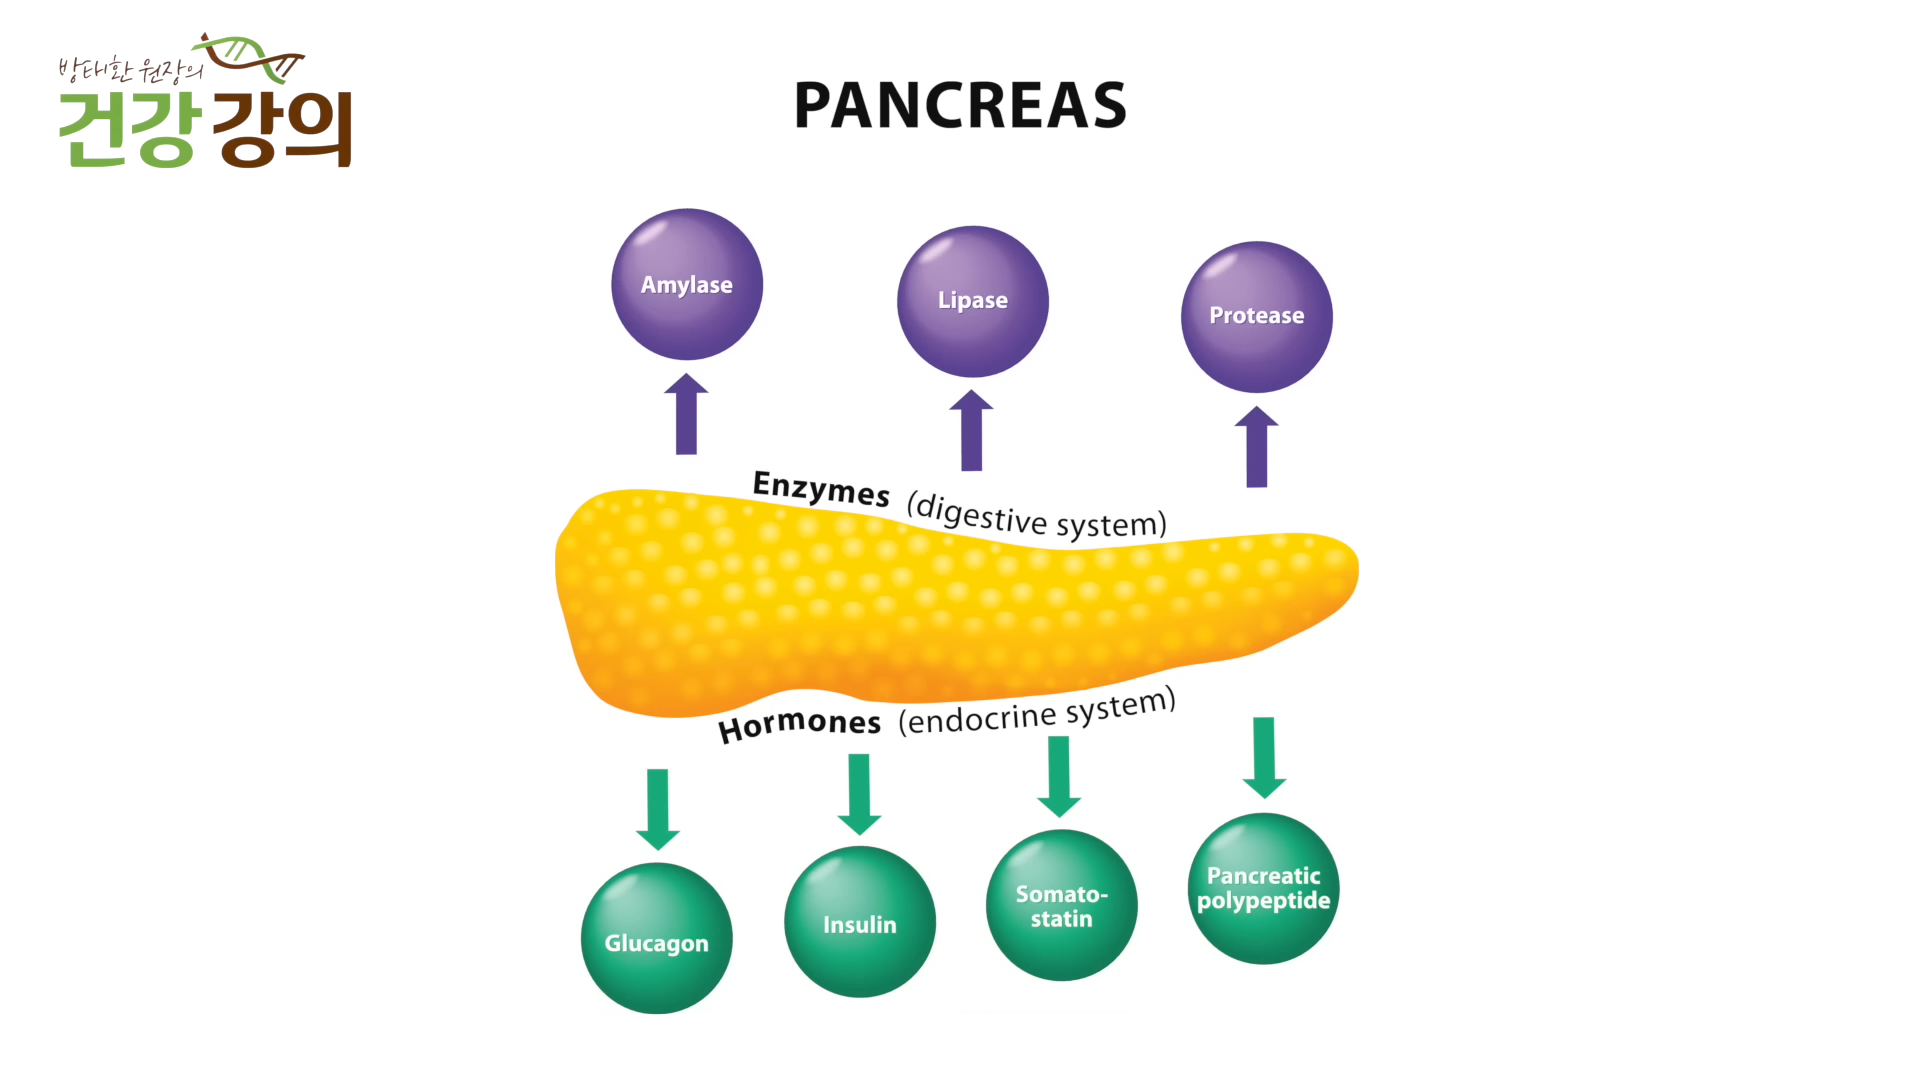 방태환 원장의
건강 강의
PANCREAS
Amylase
Lipase
Protease
Enzymes (digestive system)
Hormones (endocrine system)
Glucagon
Insulin
Somato-
statin
Pancreatic
polypeptide